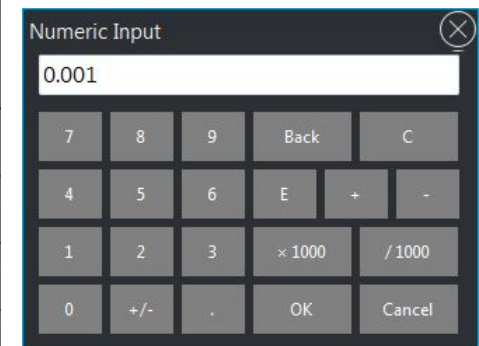 Numeric Input
0.001
7 8 9 Back C
4 5 6 E + -
1 2 3 × 1000 / 1000
0 +/- . OK Cancel